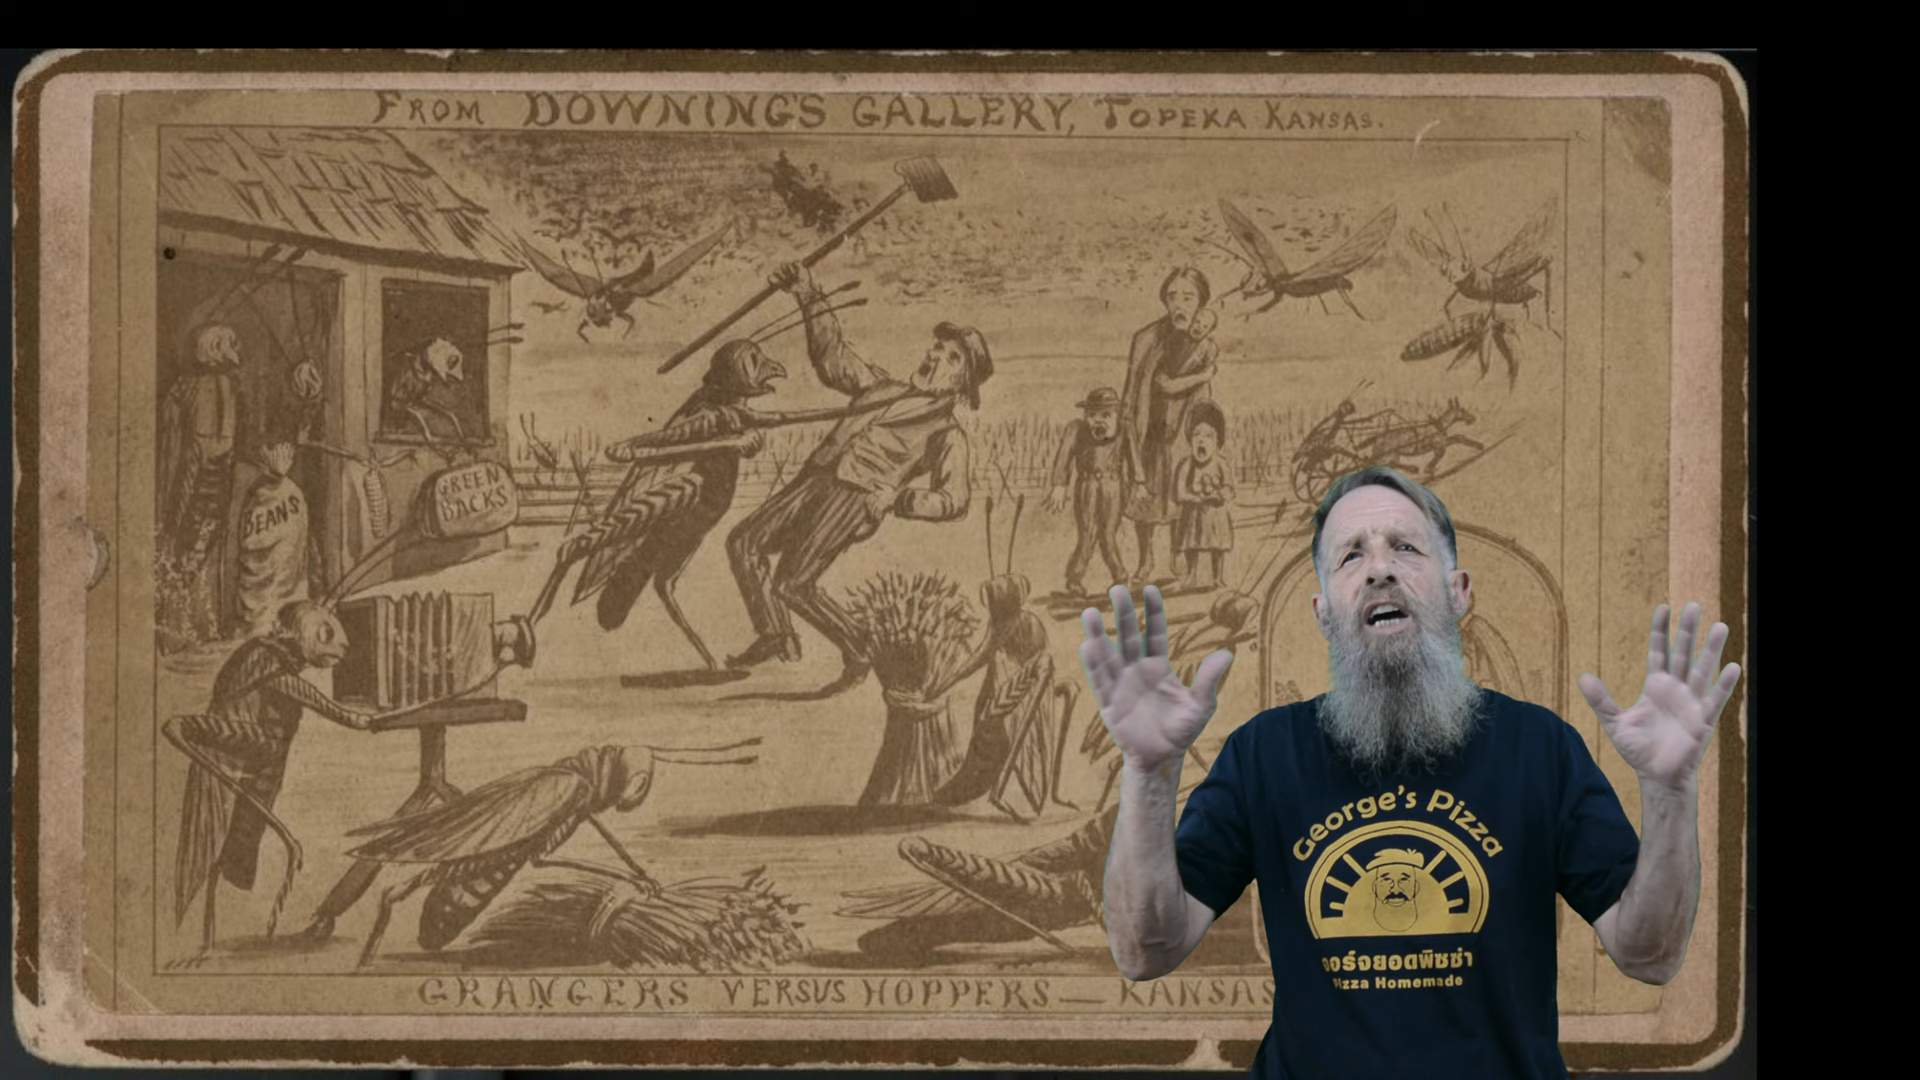 FROM DOWNING'S GALLERY, TOPEKA KANSAS.
BEANS
GREEN
BACKS
GRANGERS VERSUS HOPPERS — KANSAS
George's Pizza
จอร์จยอดพิซซ่า
Pizza Homemade